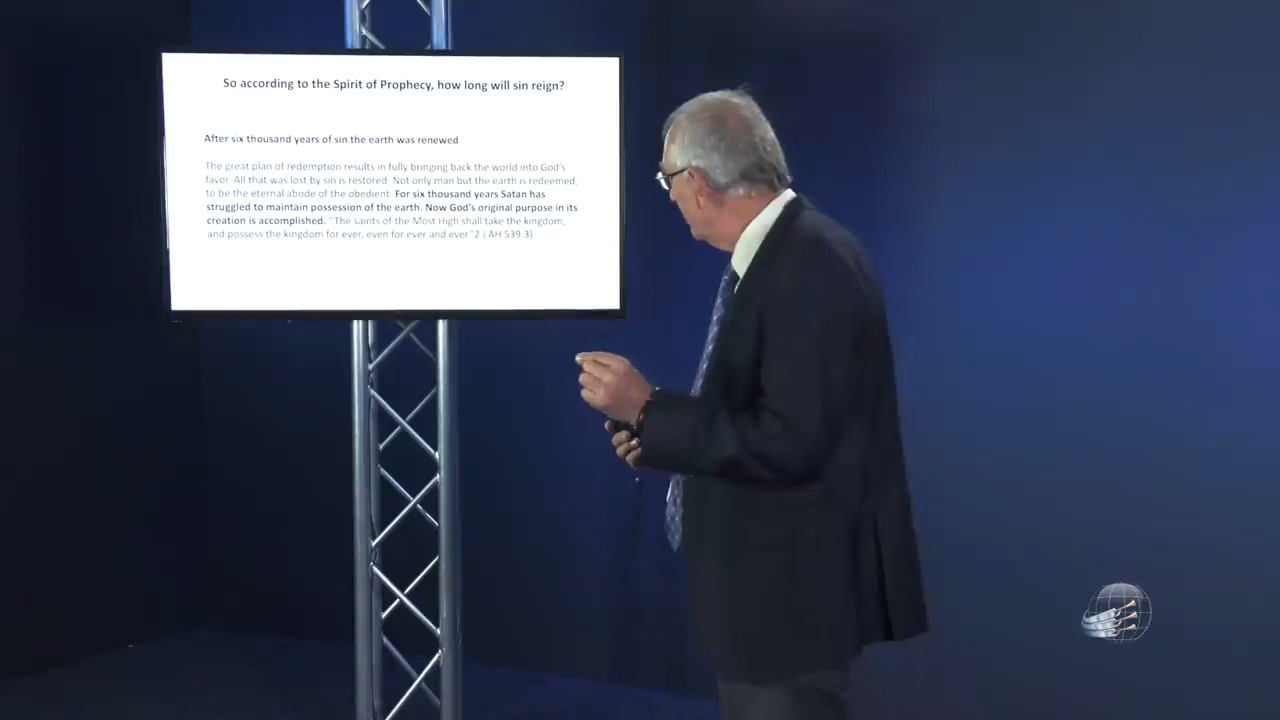 So according to the Spirit of Prophecy, how long will sin reign?
After six thousand years of sin the earth was renewed
The great plan of redemption results in fully bringing back the world into God's
favor. All that was lost by sin is restored. Not only man but the earth is redeemed,
to be the eternal abode of the obedient. For six thousand years Satan has
struggled to maintain possession of the earth. Now God's original purpose in its
creation is accomplished. "The saints of the Most High shall take the kingdom,
and possess the kingdom for ever, even for ever and ever"2 ( AH 539 3)